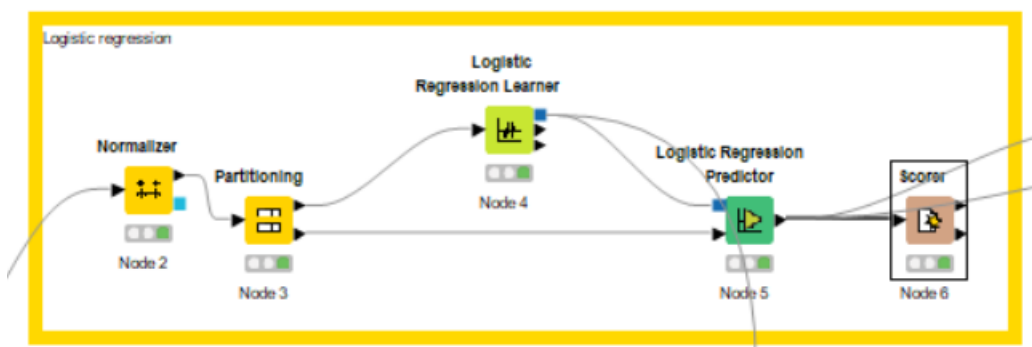 Logistic regression
Logistic
Regression Learner
Normalizer
Partitioning
Logistic Regression
Predictor
Scorer
Node 4
Node 2
Node 3
Node 5
Node 6